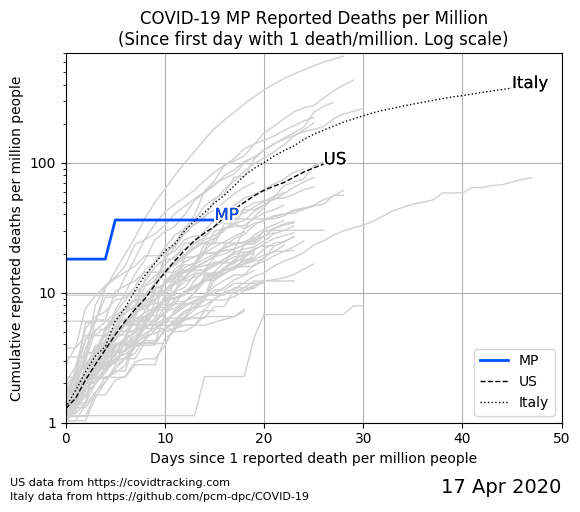 COVID-19 MP Reported Deaths per Million
(Since first day with 1 death/million. Log scale)
Cumulative reported deaths per million people
100
10
1
Italy
US
MP
MP
US
Italy
0 10 20 30 40 50
Days since 1 reported death per million people
US data from https://covidtracking.com
Italy data from https://github.com/pcm-dpc/COVID-19
17 Apr 2020